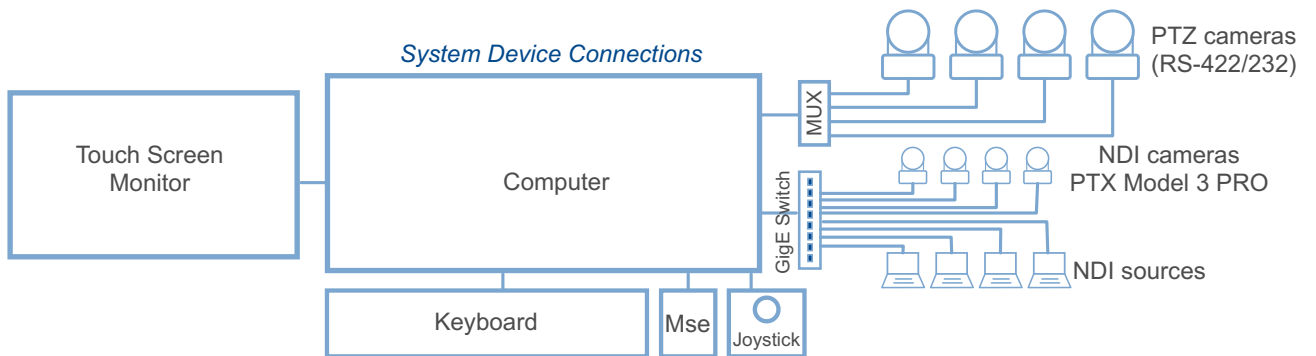 System Device Connections
PTZ cameras
(RS-422/232)
MUX
Touch Screen
Monitor
Computer
NDI cameras
PTX Model 3 PRO
GigE Switch
NDI sources
Keyboard
Mse
Joystick